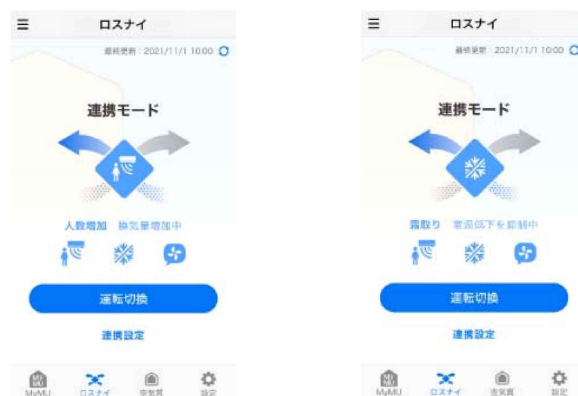 ロスナイ
最終更新：2021/11/1 10:00
連携モード
人数増加 換気量増加中
運転切換
連携設定
MyMU ロスナイ 空気質 設定
ロスナイ
最終更新：2021/11/1 10:00
連携モード
霜取り 室温低下を抑制中
運転切換
連携設定
MyMU ロスナイ 空気質 設定